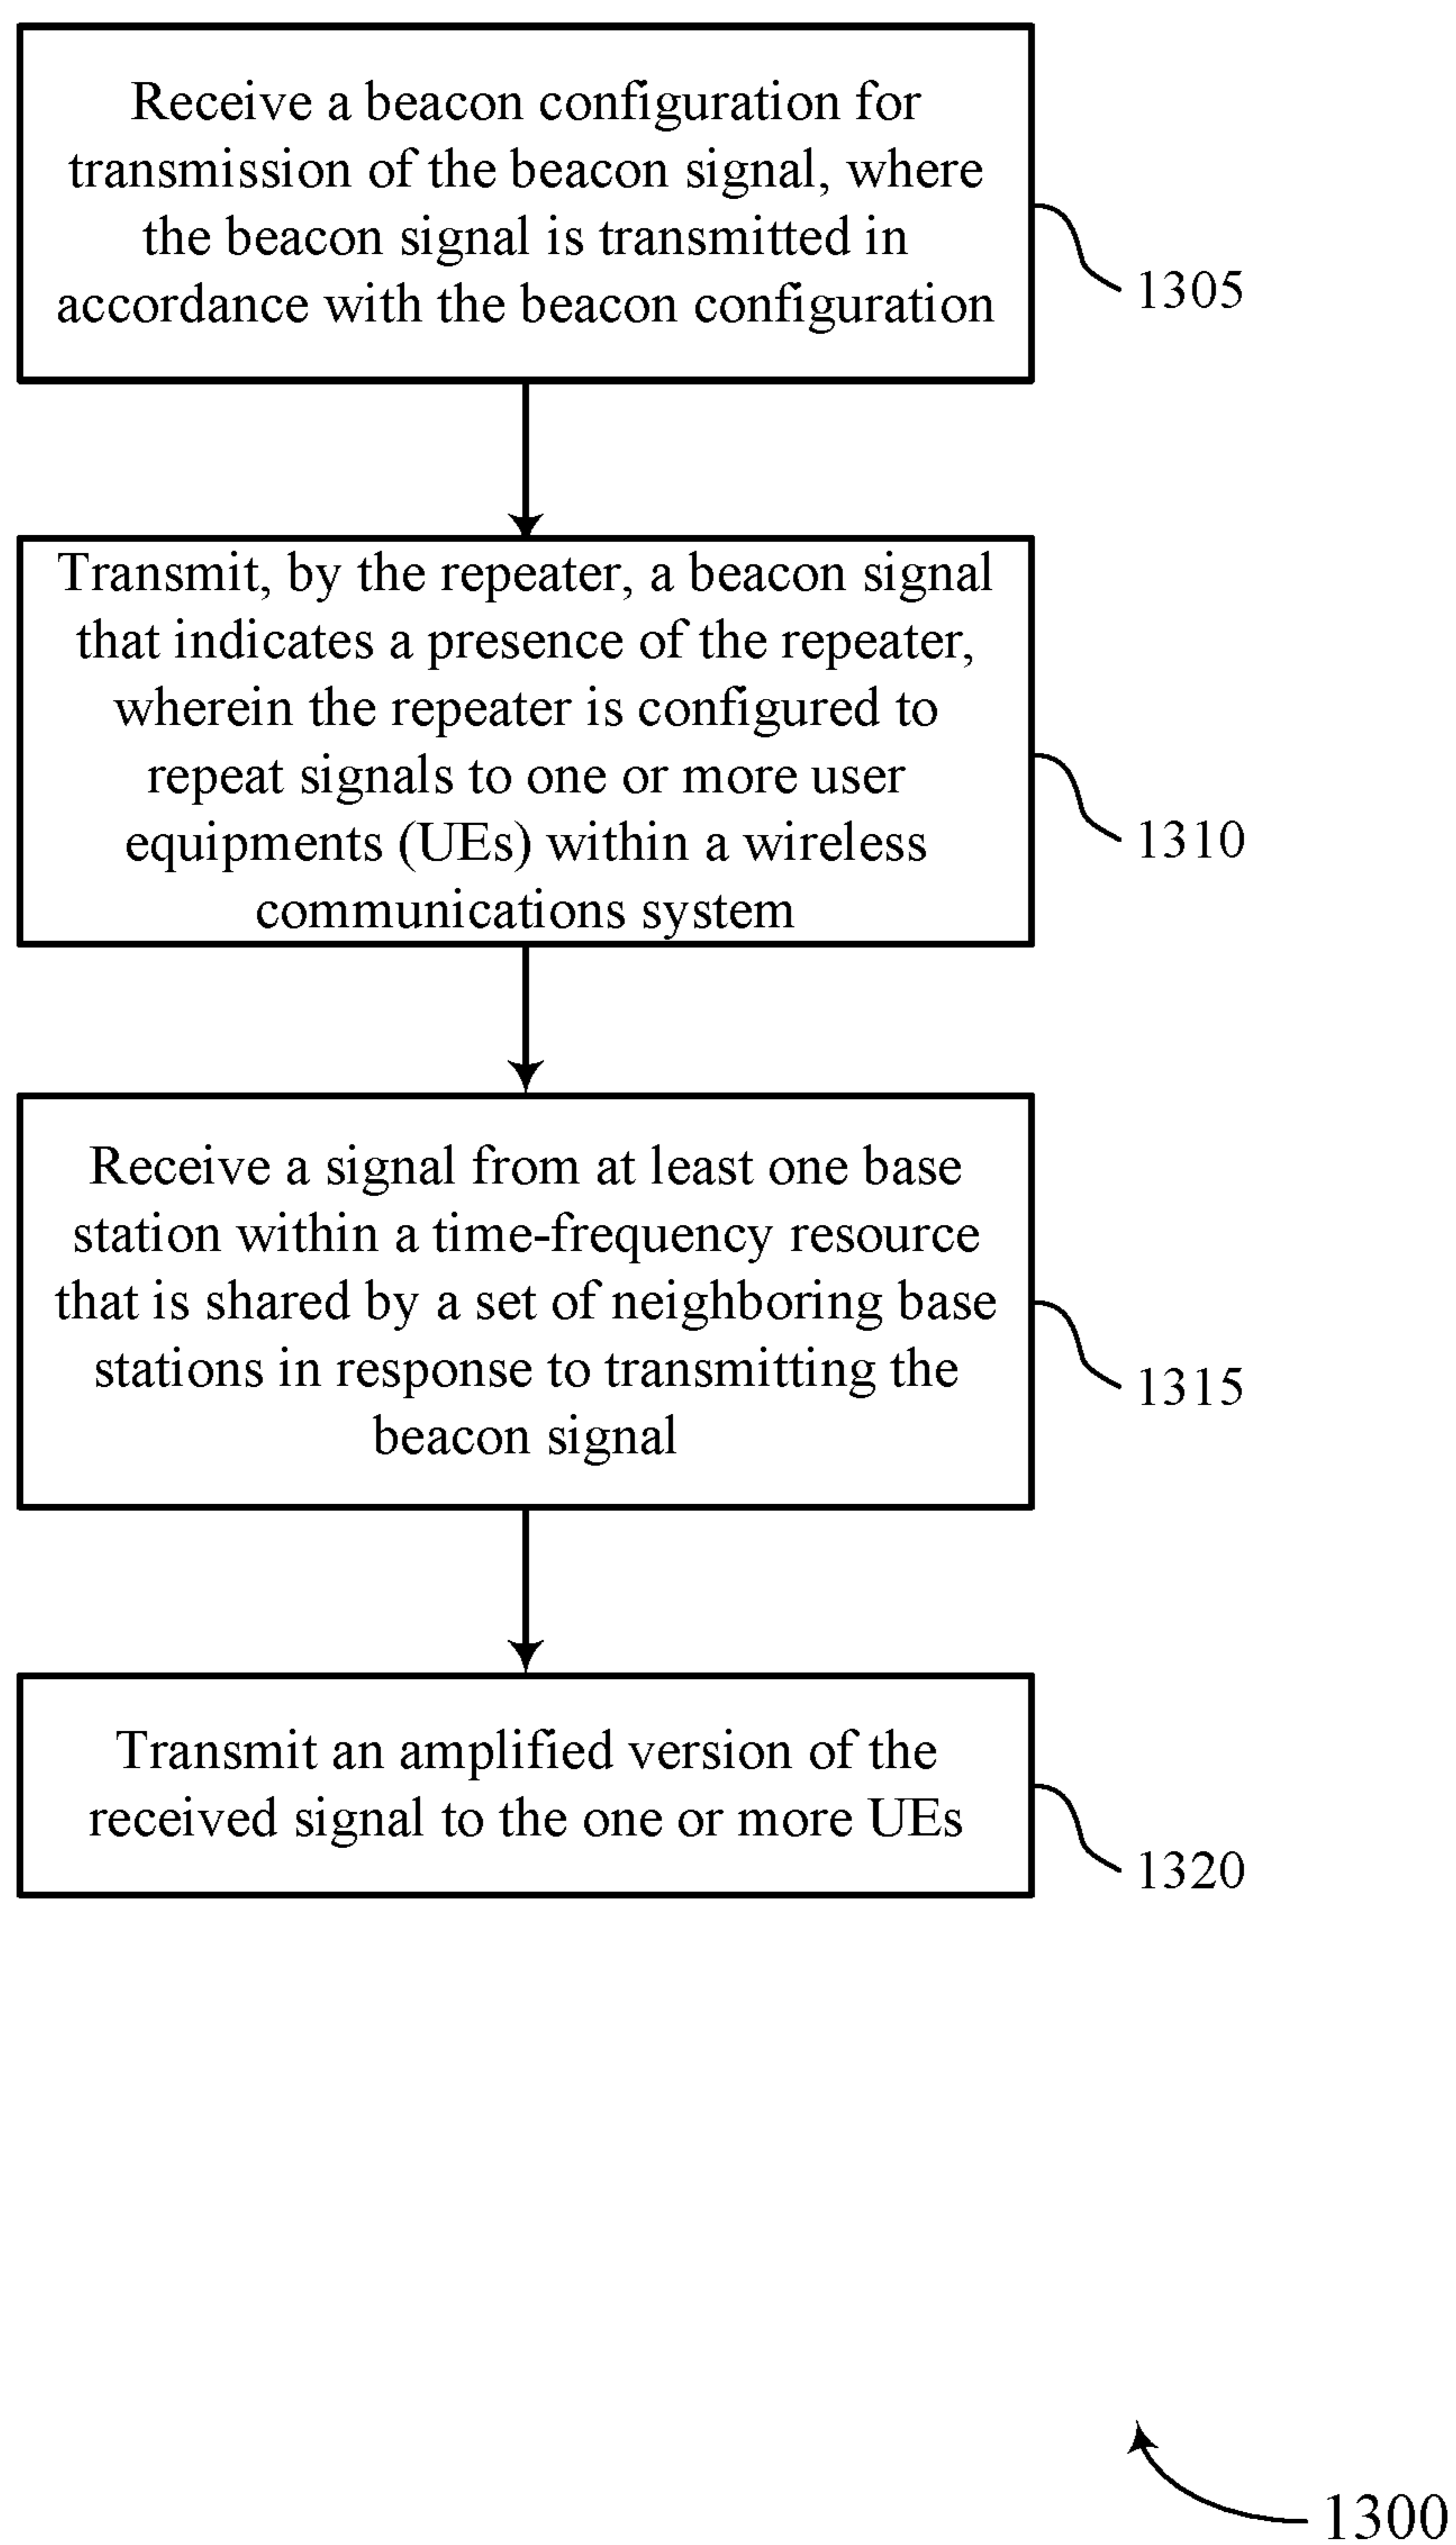 Receive a beacon configuration for
transmission of the beacon signal, where
the beacon signal is transmitted in
accordance with the beacon configuration
1305
Transmit, by the repeater, a beacon signal
that indicates a presence of the repeater,
wherein the repeater is configured to
repeat signals to one or more user
equipments (UEs) within a wireless
communications system
1310
Receive a signal from at least one base
station within a time-frequency resource
that is shared by a set of neighboring base
stations in response to transmitting the
beacon signal
1315
Transmit an amplified version of the
received signal to the one or more UEs
1320
1300